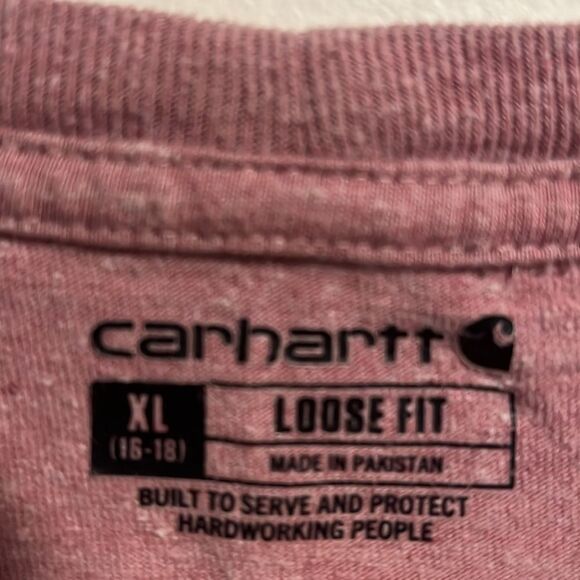 carhartt
XL
(16-18)
LOOSE FIT
MADE IN PAKISTAN
BUILT TO SERVE AND PROTECT
HARDWORKING PEOPLE